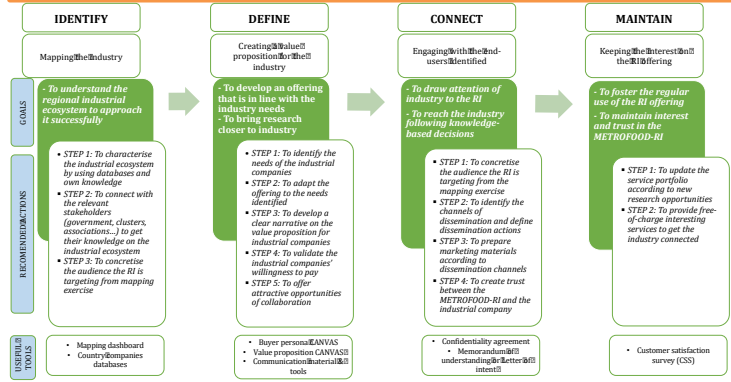 IDENTIFY
DEFINE
CONNECT
MAINTAIN
Mapping the Industry
Creating a value
proposition for the
industry
Engaging with the end-
users identified
Keeping the Interest on
the RI offering
GOALS
- To understand the
regional industrial
ecosystem to approach
it successfully
- To develop an offering
that is in line with the
industry needs
- To bring research
closer to industry
- To draw attention of
industry to the RI
- To reach the industry
following knowledge-
based decisions
- To foster the regular
use of the RI offering
- To maintain interest
and trust in the
METROFOOD-RI
RECOMENDED ACTIONS
▪ STEP 1: To characterise
the industrial ecosystem
by using databases and
own knowledge
▪ STEP 2: To connect with
the relevant
stakeholders
(government, clusters,
associations...) to get
their knowledge on the
industrial ecosystem
▪ STEP 3: To concretise
the audience the RI is
targeting from mapping
exercise
▪ STEP 1: To identify the
needs of the industrial
companies
▪ STEP 2: To adapt the
offering to the needs
identified
▪ STEP 3: To develop a
clear narrative on the
value proposition for
industrial companies
▪ STEP 4: To validate the
industrial companies'
willingness to pay
▪ STEP 5: To offer
attractive opportunities
of collaboration
▪ STEP 1: To concretise
the audience the RI is
targeting from the
mapping exercise
▪ STEP 2: To identify the
channels of
dissemination and define
dissemination actions
▪ STEP 3: To prepare
marketing materials
according to
dissemination channels
▪ STEP 4: To create trust
between the
METROFOOD-RI and the
industrial company
▪ STEP 1: To update the
service portfolio
according to new
research opportunities
▪ STEP 2: To provide free-
of-charge interesting
services to get the
industry connected
USEFUL
TOOLS
• Mapping dashboard
• Country companies
databases
• Buyer persona CANVAS
• Value proposition CANVAS
• Communication material &
tools
• Confidentiality agreement
• Memorandum of
understanding or Letter of
intent
• Customer satisfaction
survey (CSS)